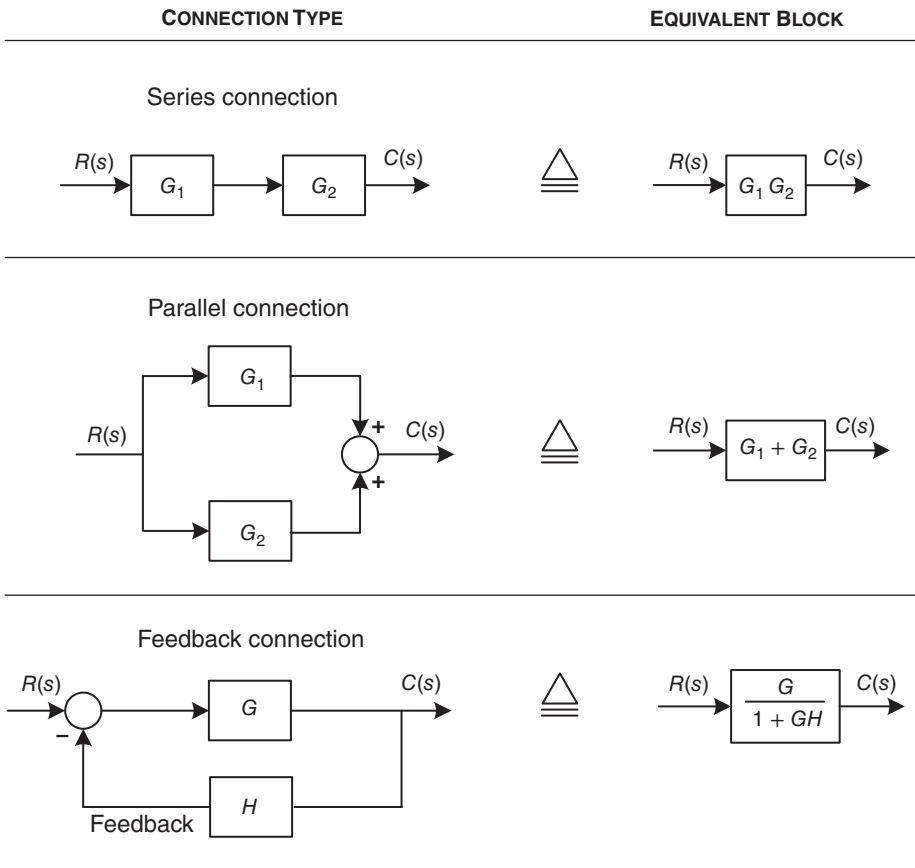 CONNECTION TYPE
EQUIVALENT BLOCK
Series connection
R(s)
G1
G2
C(s)
R(s)
G1 G2
C(s)
Parallel connection
R(s)
G1
G2
+
+
C(s)
R(s)
G1 + G2
C(s)
Feedback connection
R(s)
–
G
H
Feedback
C(s)
R(s)
G
1 + GH
C(s)